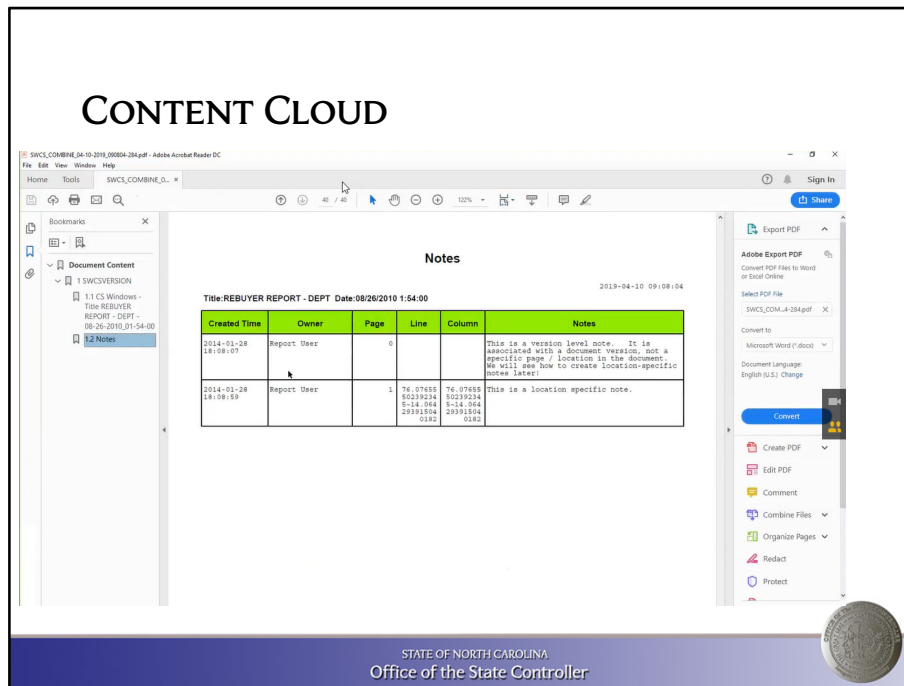 CONTENT CLOUD
SWCS_COMBINE_04-10-2019_090804-284.pdf - Adobe Acrobat Reader DC
File Edit View Window Help
Home Tools SWCS_COMBINE_0... ×
Sign In
40 / 40
122%
Share
Bookmarks
Document Content
1 SWCSVERSION
1.1 CS Windows -
Title REBUYER
REPORT - DEPT -
08-26-2010_01-54-00
1.2 Notes
Notes
2019-04-10 09:08:04
Title:REBUYER REPORT - DEPT Date:08/26/2010 1:54:00
Created Time Owner Page Line Column Notes
2014-01-28 18:08:07 Report User 0 This is a version level note. It is
associated with a document version, not a
specific page / location in the document.
We will see how to create location-specific
notes later!
2014-01-28 18:08:59 Report User 1 76.07655 76.07655 This is a location specific note.
50239234 50239234
5-14.064 5-14.064
29391504 29391504
0182 0182
Export PDF
Adobe Export PDF
Convert PDF Files to Word
or Excel Online
Select PDF File
SWCS_COM...4-284.pdf ×
Convert to
Microsoft Word (*.docx)
Document Language:
English (U.S.) Change
Convert
Create PDF
Edit PDF
Comment
Combine Files
Organize Pages
Redact
Protect
STATE OF NORTH CAROLINA
Office of the State Controller